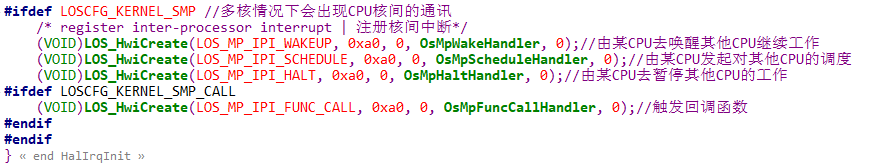 #ifdef LOSCFG_KERNEL_SMP //多核情况下会出现CPU核间的通讯
/* register inter-processor interrupt | 注册核间中断*/
(VOID)LOS_HwiCreate(LOS_MP_IPI_WAKEUP, 0xa0, 0, OsMpWakeHandler, 0);//由某CPU去唤醒其他CPU继续工作
(VOID)LOS_HwiCreate(LOS_MP_IPI_SCHEDULE, 0xa0, 0, OsMpScheduleHandler, 0);//由某CPU发起对其他CPU的调度
(VOID)LOS_HwiCreate(LOS_MP_IPI_HALT, 0xa0, 0, OsMpHaltHandler, 0);//由某CPU去暂停其他CPU的工作
#ifdef LOSCFG_KERNEL_SMP_CALL
(VOID)LOS_HwiCreate(LOS_MP_IPI_FUNC_CALL, 0xa0, 0, OsMpFuncCallHandler, 0);//触发回调函数
#endif
#endif
} « end HalIrqInit »